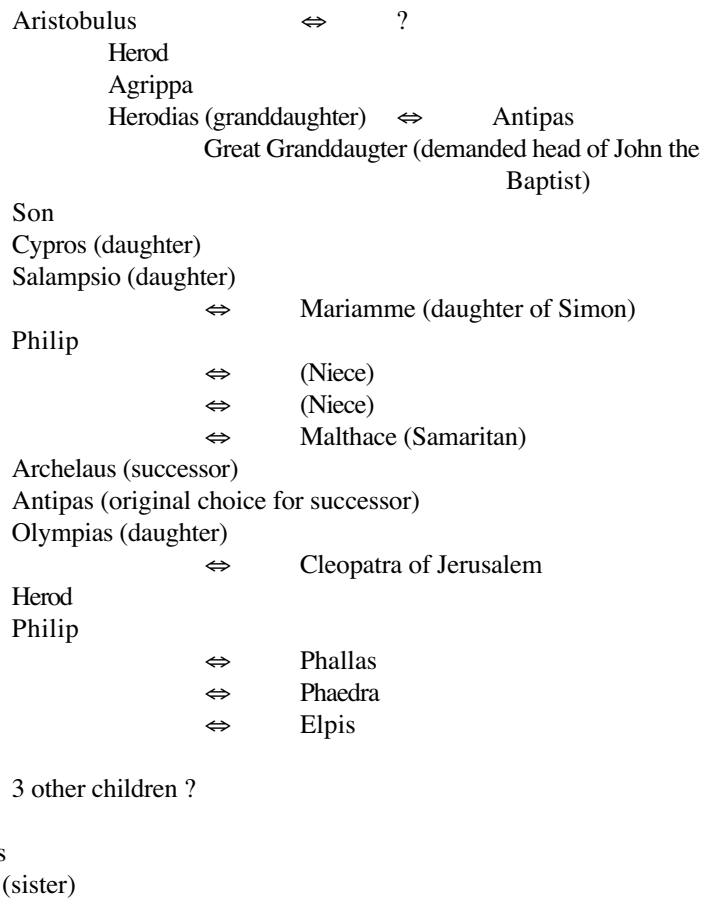 Aristobulus ⇔ ?
Herod
Agrippa
Herodias (granddaughter) ⇔ Antipas
Great Granddaugter (demanded head of John the
Baptist)
Son
Cypros (daughter)
Salampsio (daughter)
⇔ Mariamme (daughter of Simon)
Philip
⇔ (Niece)
⇔ (Niece)
⇔ Malthace (Samaritan)
Archelaus (successor)
Antipas (original choice for successor)
Olympias (daughter)
⇔ Cleopatra of Jerusalem
Herod
Philip
⇔ Phallas
⇔ Phaedra
⇔ Elpis
3 other children ?
s
(sister)